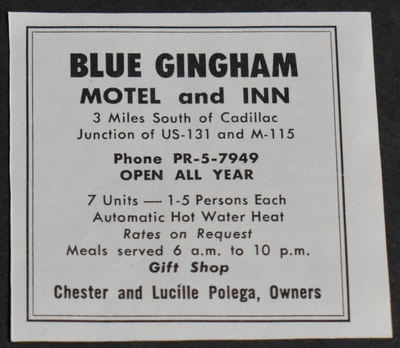 BLUE GINGHAM
MOTEL and INN
3 Miles South of Cadillac
Junction of US-131 and M-115
Phone PR-5-7949
OPEN ALL YEAR
7 Units — 1-5 Persons Each
Automatic Hot Water Heat
Rates on Request
Meals served 6 a.m. to 10 p.m.
Gift Shop
Chester and Lucille Polega, Owners